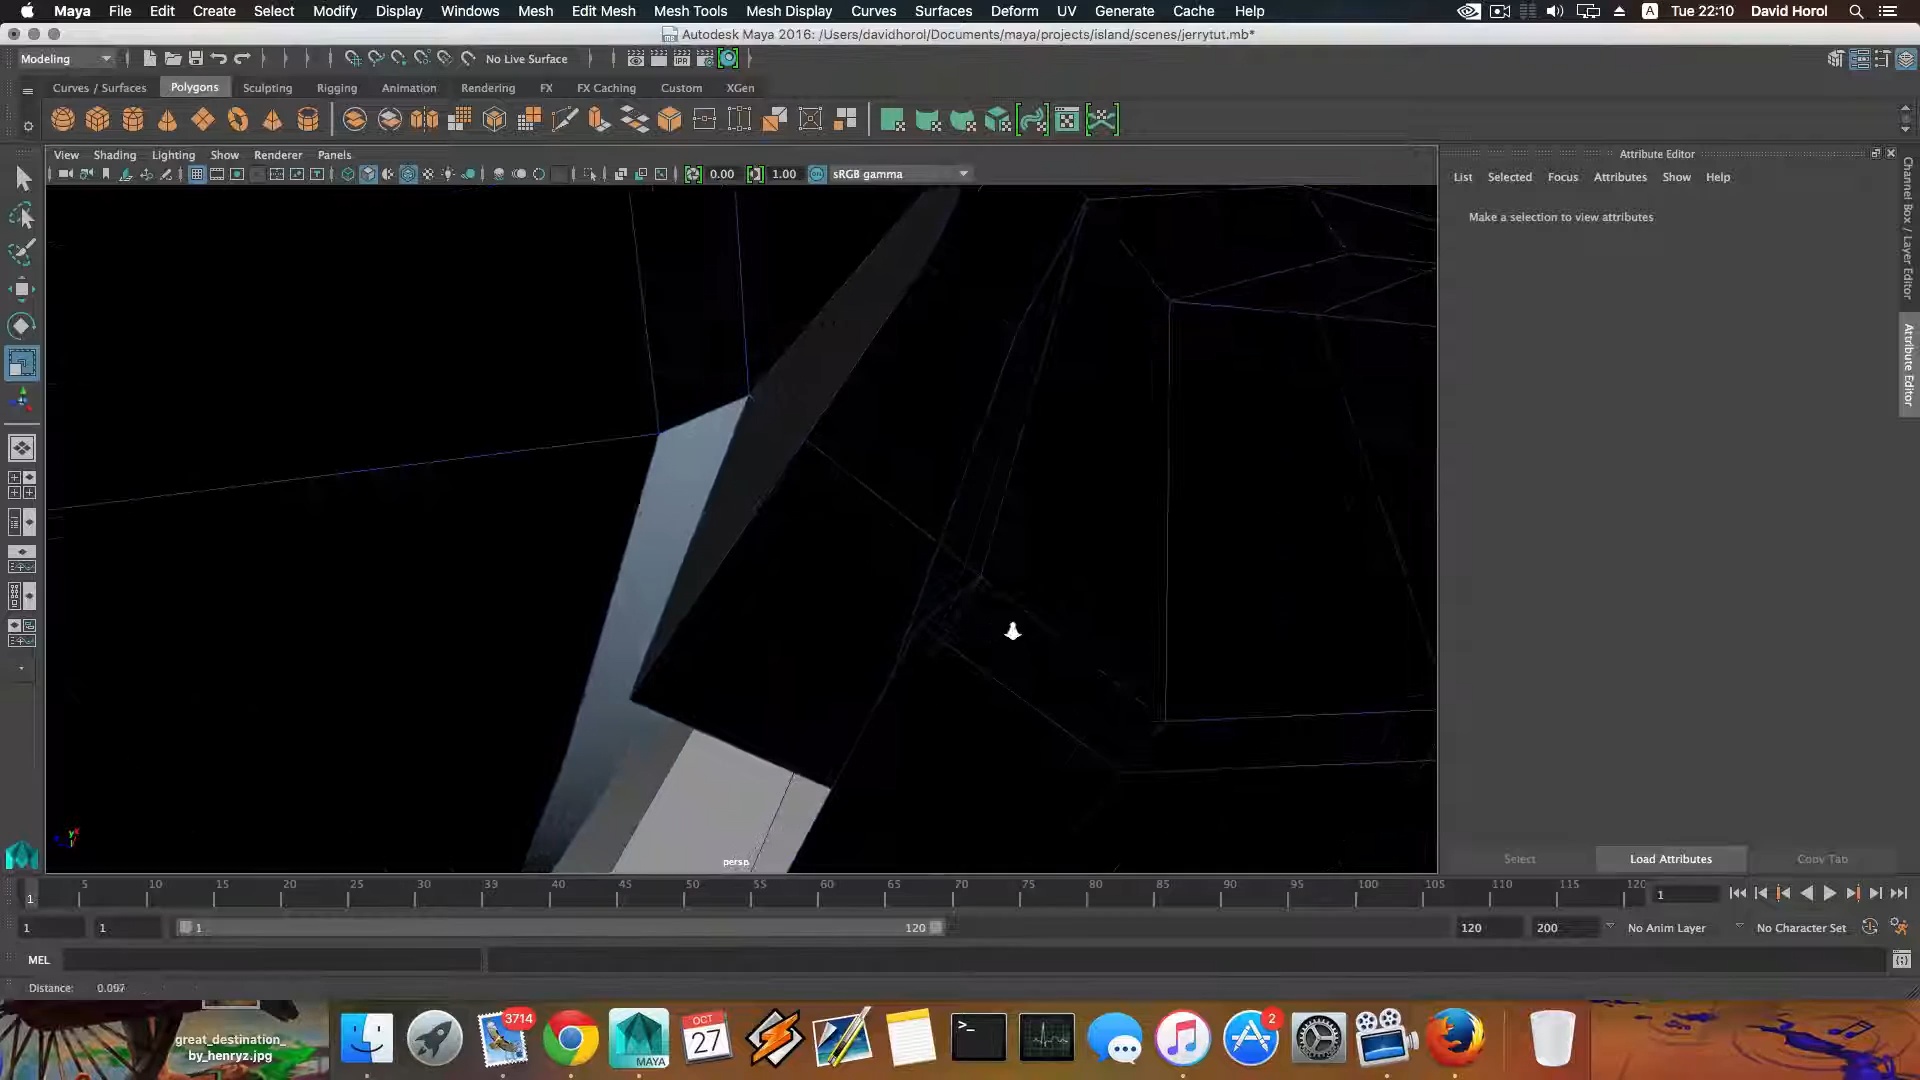 Maya File Edit Create Select Modify Display Windows Mesh Edit Mesh Mesh Tools Mesh Display Curves Surfaces Deform UV Generate Cache Help A Tue 22:10 David Horol
Autodesk Maya 2016: /Users/davidhorol/Documents/maya/projects/island/scenes/jerrytut.mb*
Modeling No Live Surface IPR
Curves / Surfaces Polygons Sculpting Rigging Animation Rendering FX FX Caching Custom XGen
View Shading Lighting Show Renderer Panels
0.00 1.00 sRGB gamma
Attribute Editor
List Selected Focus Attributes Show Help
Make a selection to view attributes
Channel Box / Layer Editor
Attribute Editor
persp
Select Load Attributes Copy Tab
1 5 10 15 20 25 30 33 40 45 50 55 60 65 70 75 80 85 90 95 100 105 110 115 120 1
1 1 1 120 120 200 No Anim Layer No Character Set
MEL
Distance: 0.097
great_destination_
by_henryz.jpg
3714
MAYA
OCT
27
2